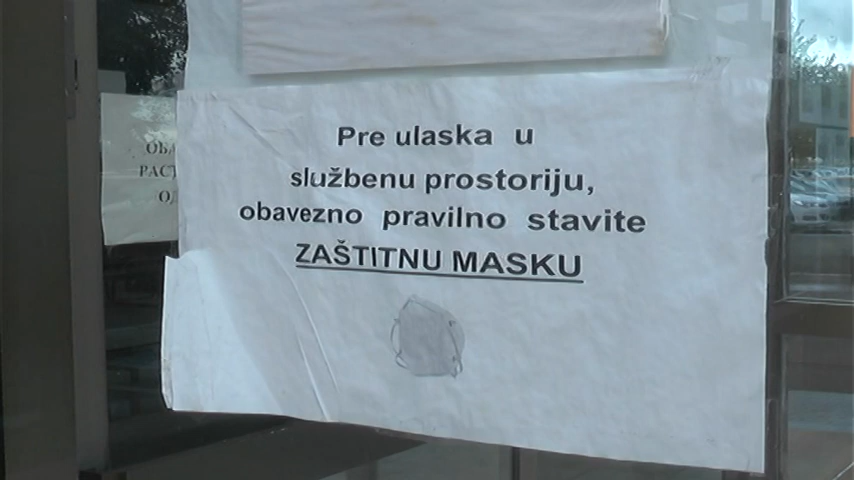 Pre ulaska u
službenu prostoriju,
obavezno pravilno stavite
ZAŠTITNU MASKU